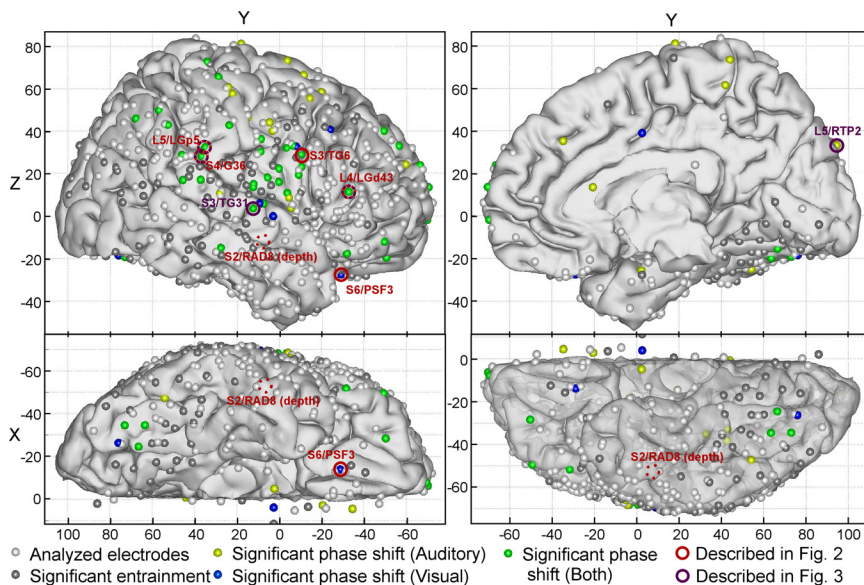 Y
Y
80
60
40
Z
20
0
-20
-40
L5/LGp5
S4/G36
S3/TG6
L4/LGd43
S3/TG31
S2/RAD8 (depth)
S6/PSF3
80
60
40
20
0
-20
-40
L5/RTP2
-60
-40
X
-20
0
S2/RAD8 (depth)
S6/PSF3
100 80 60 40 20 0 -20 -40 -60
0
-20
-40
-60
S2/RAD8 (depth)
-60 -40 -20 0 20 40 60 80 100
Analyzed electrodes
Significant entrainment
Significant phase shift (Auditory)
Significant phase shift (Visual)
Significant phase
shift (Both)
Described in Fig. 2
Described in Fig. 3